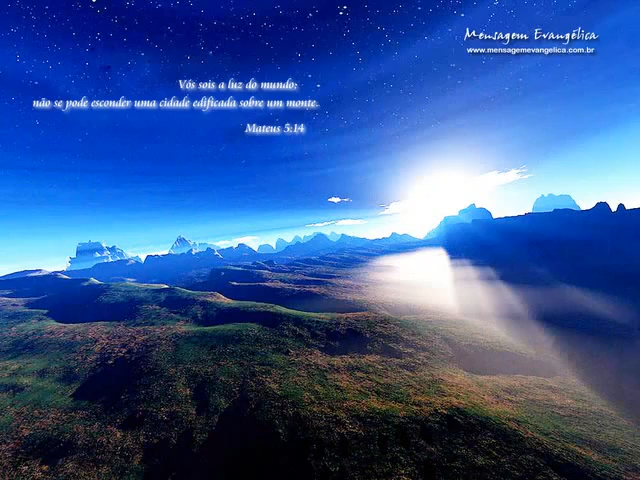 Mensagem Evangélica
www.mensagemevangelica.com.br
Vós sois a luz do mundo;
não se pode esconder uma cidade edificada sobre um monte.
Mateus 5:14